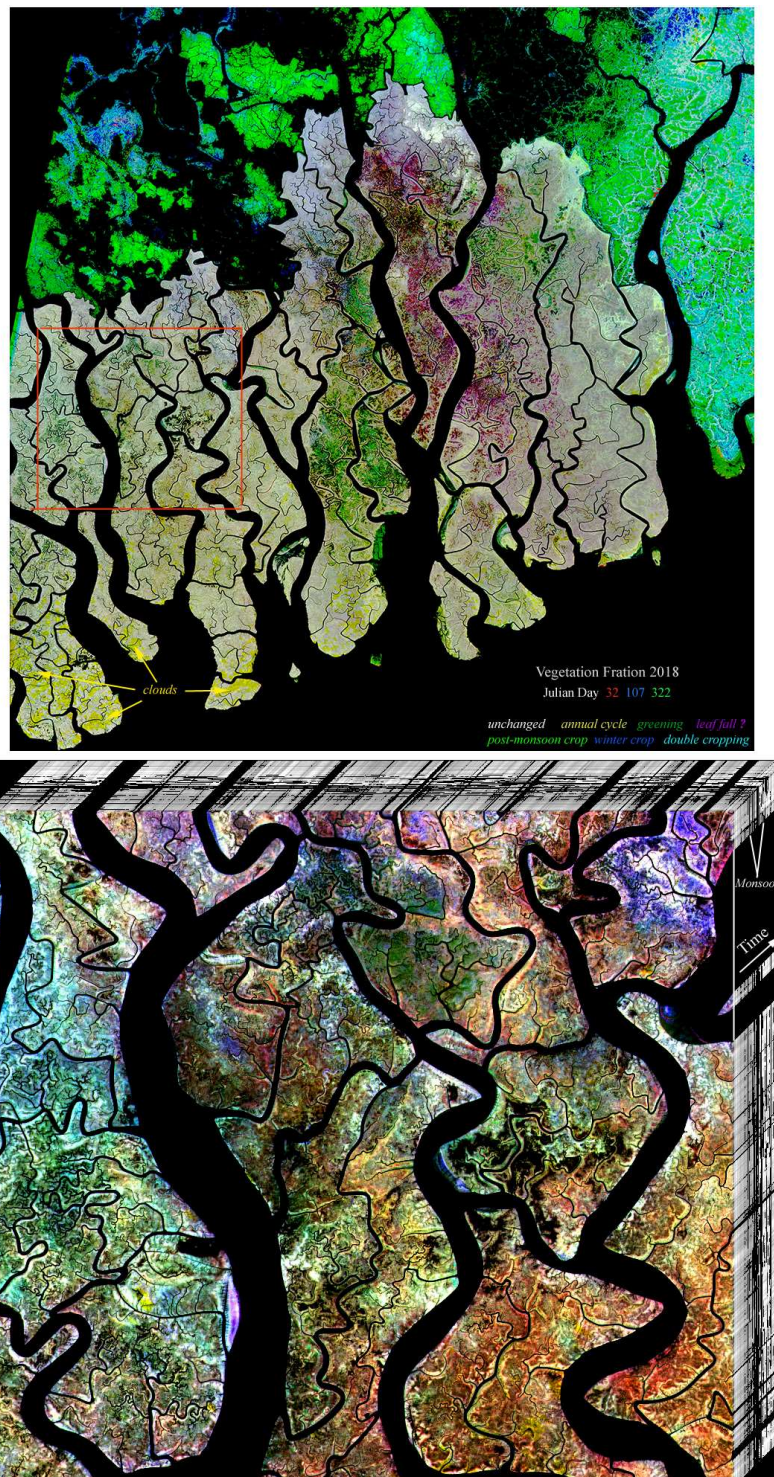 clouds
Vegetation Fration 2018
Julian Day 32 107 322
unchanged annual cycle greening leaf fall ?
post-monsoon crop winter crop double cropping
Monsoo
Time